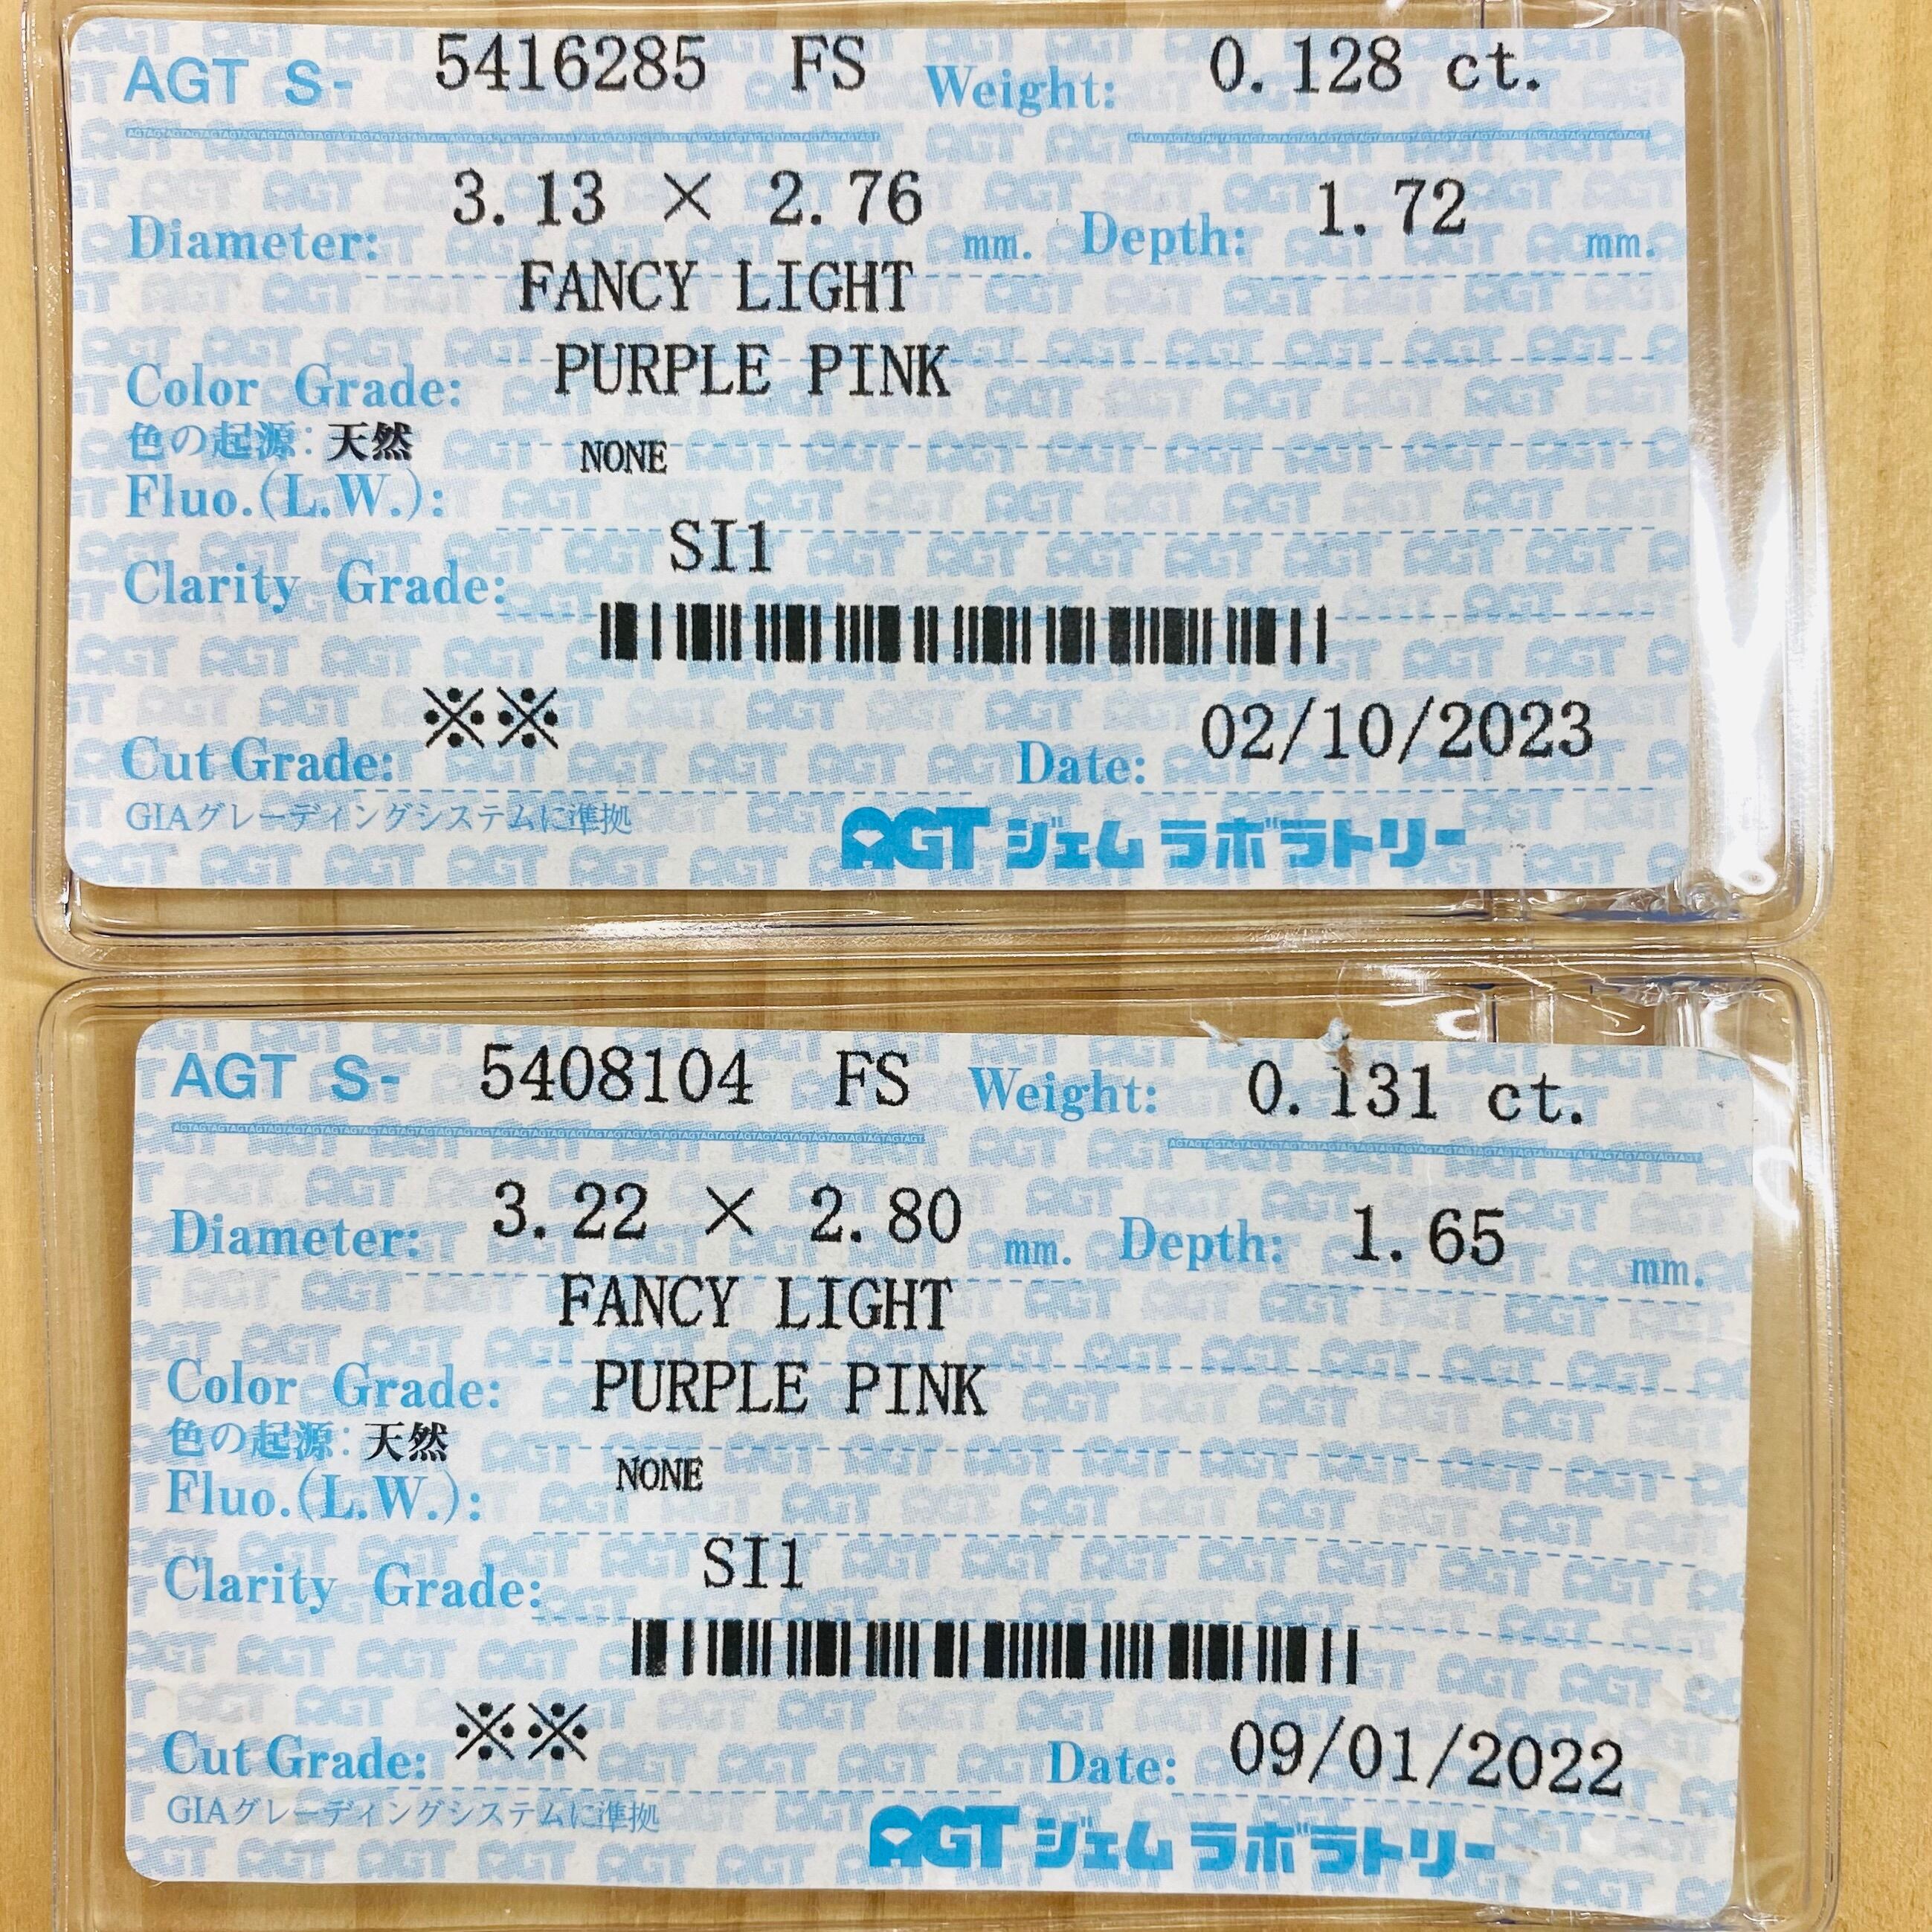 AGT S- 5416285 FS Weight: 0.128 ct.
Diameter: 3.13 × 2.76 mm. Depth: 1.72 mm.
FANCY LIGHT
Color Grade: PURPLE PINK
色の起源: 天然
Fluo.(L.W.): NONE
Clarity Grade: SI1
Cut Grade: ※※ Date: 02/10/2023
GIAグレーディングシステムに準拠
AGT ジェム ラボラトリー
AGT S- 5408104 FS Weight: 0.131 ct.
Diameter: 3.22 × 2.80 mm. Depth: 1.65 mm.
FANCY LIGHT
Color Grade: PURPLE PINK
色の起源: 天然
Fluo.(L.W.): NONE
Clarity Grade: SI1
Cut Grade: ※※ Date: 09/01/2022
GIAグレーディングシステムに準拠
AGT ジェム ラボラトリー